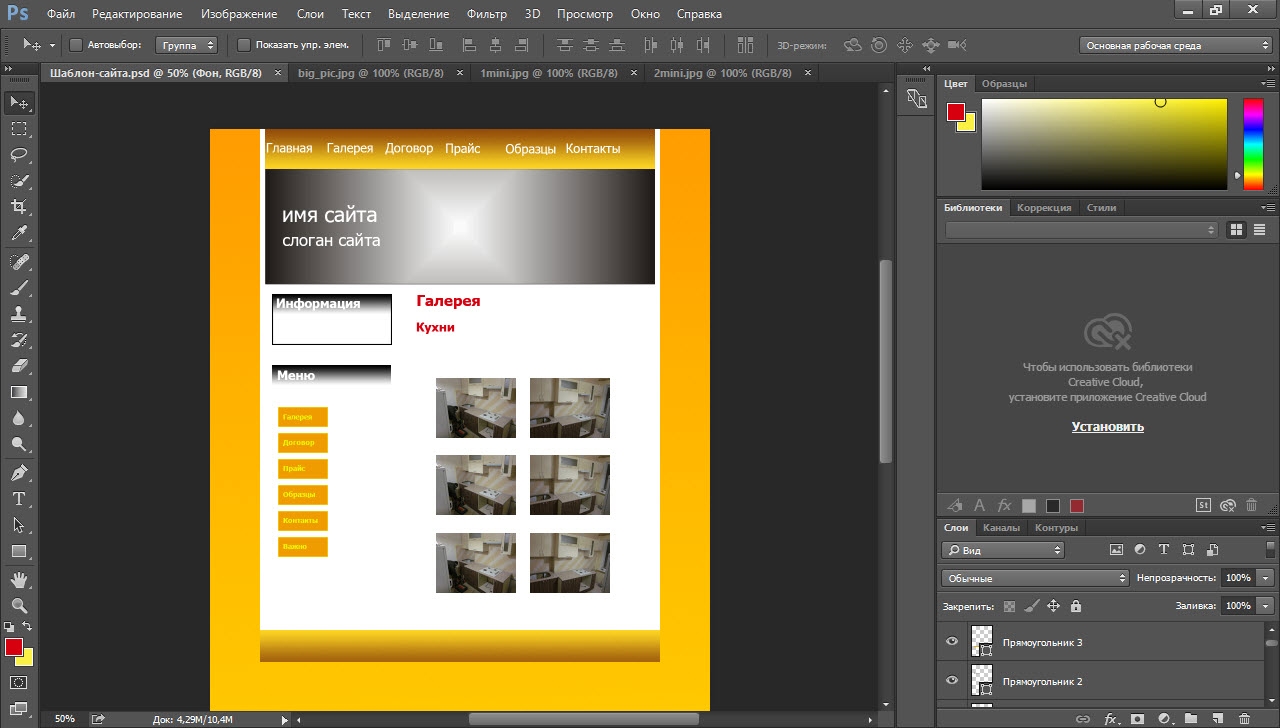 Ps Файл Редактирование Изображение Слои Текст Выделение Фильтр 3D Просмотр Окно Справка
Автовыбор: Группа Показать упр. элем. 3D-режим: Основная рабочая среда
Шаблон-сайта.psd @ 50% (Фон, RGB/8) × big_pic.jpg @ 100% (RGB/8) × 1mini.jpg @ 100% (RGB/8) × 2mini.jpg @ 100% (RGB/8) ×
Цвет Образцы
Главная Галерея Договор Прайс Образцы Контакты
имя сайта
слоган сайта
Библиотеки Коррекция Стили
Информация
Галерея
Кухни
Меню
Галерея
Договор
Прайс
Образцы
Контакты
Чтобы использовать библиотеки
Creative Cloud,
установите приложение Creative Cloud
Установить
St
Слои Каналы Контуры
Вид
Обычные Непрозрачность: 100%
Закрепить: Заливка: 100%
Прямоугольник 3
Прямоугольник 2
50% Док: 4,29M/10,4M